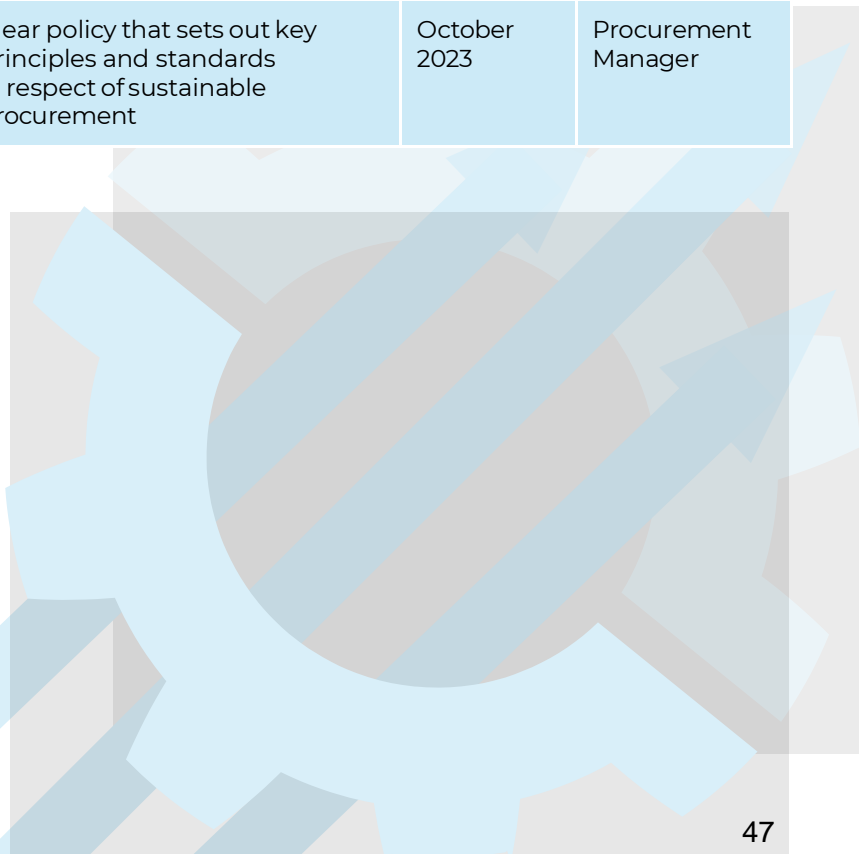 ear policy that sets out key
rinciples and standards
respect of sustainable
rocurement
October
2023
Procurement
Manager
47